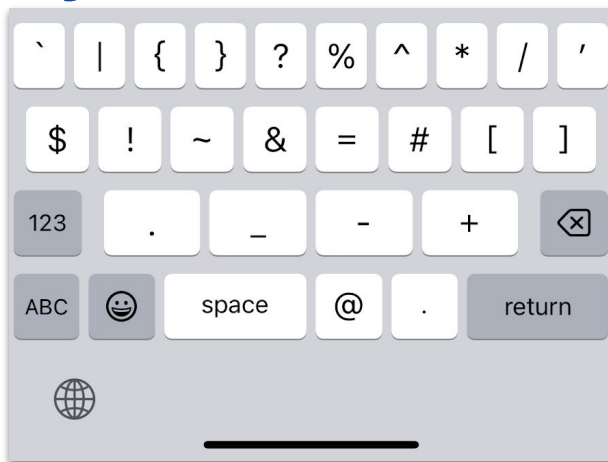 ` | { } ? % ^ * / '
$ ! ~ & = # [ ]
123 . _ - +
ABC space @ . return